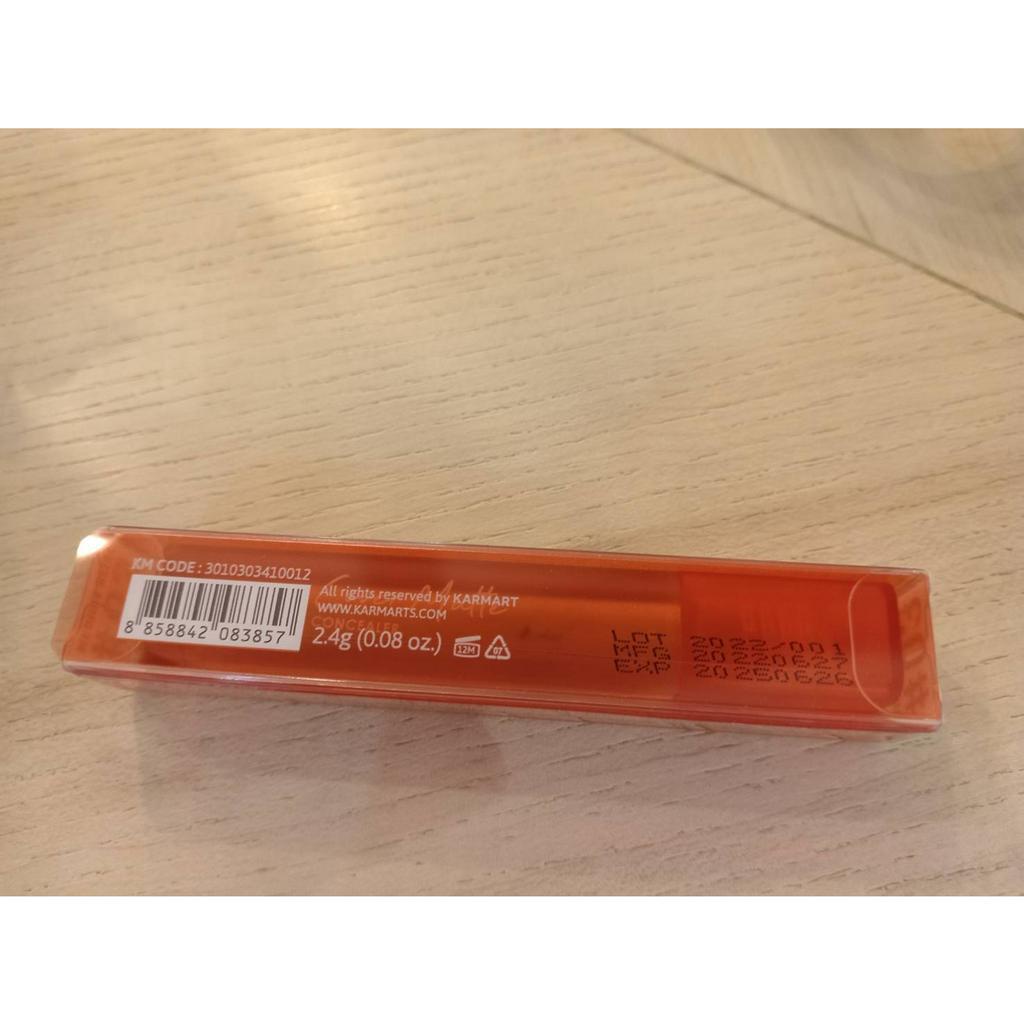 KM CODE : 3010303410012
8 858842 083857
All rights reserved by KARMART
WWW.KARMARTS.COM
CONCEALER
2.4g (0.08 oz.)
12M
07
LOT 2022/001
MFG 20220627
EXP 20250626